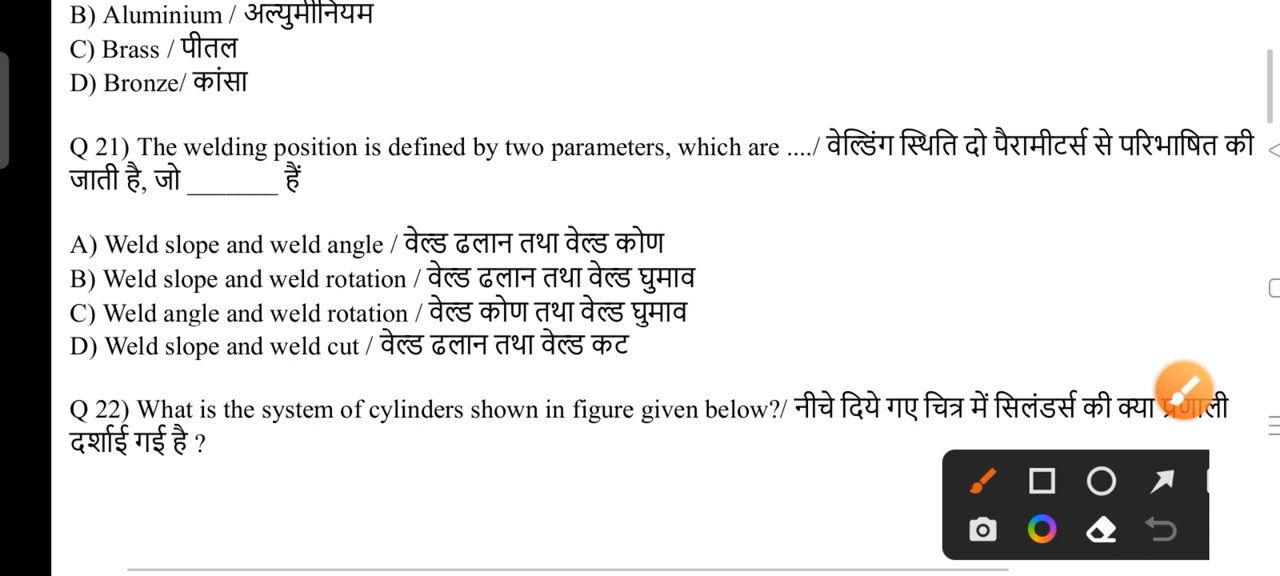 B) Aluminium / अल्युमीनियम
C) Brass / पीतल
D) Bronze/ कांसा
Q 21) The welding position is defined by two parameters, which are ..../ वेल्डिंग स्थिति दो पैरामीटर्स से परिभाषित की
जाती है, जो _______ हैं
A) Weld slope and weld angle / वेल्ड ढलान तथा वेल्ड कोण
B) Weld slope and weld rotation / वेल्ड ढलान तथा वेल्ड घुमाव
C) Weld angle and weld rotation / वेल्ड कोण तथा वेल्ड घुमाव
D) Weld slope and weld cut / वेल्ड ढलान तथा वेल्ड कट
Q 22) What is the system of cylinders shown in figure given below?/ नीचे दिये गए चित्र में सिलंडर्स की क्या प्रणाली
दर्शाई गई है ?